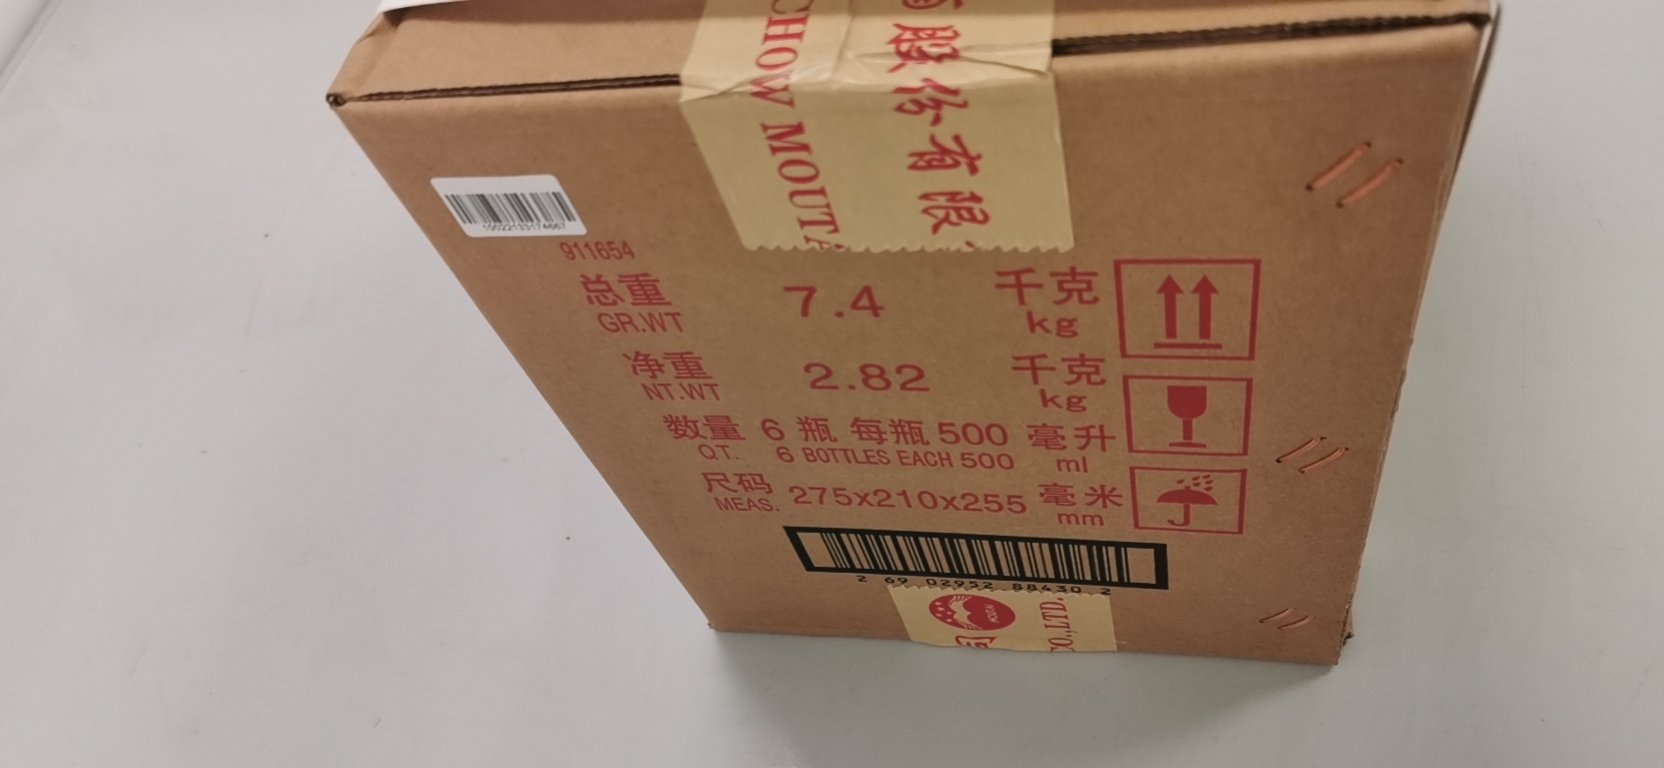 CHOW MOUTA
股份有限
10022133174667
911654
总重 7.4 千克
GR.WT kg
净重 2.82 千克
NT.WT kg
数量 6 瓶 每瓶 500 毫升
QT. 6 BOTTLES EACH 500 ml
尺码 275x210x255 毫米
MEAS. mm
2 69 02952 88430 2
CO.,LTD.